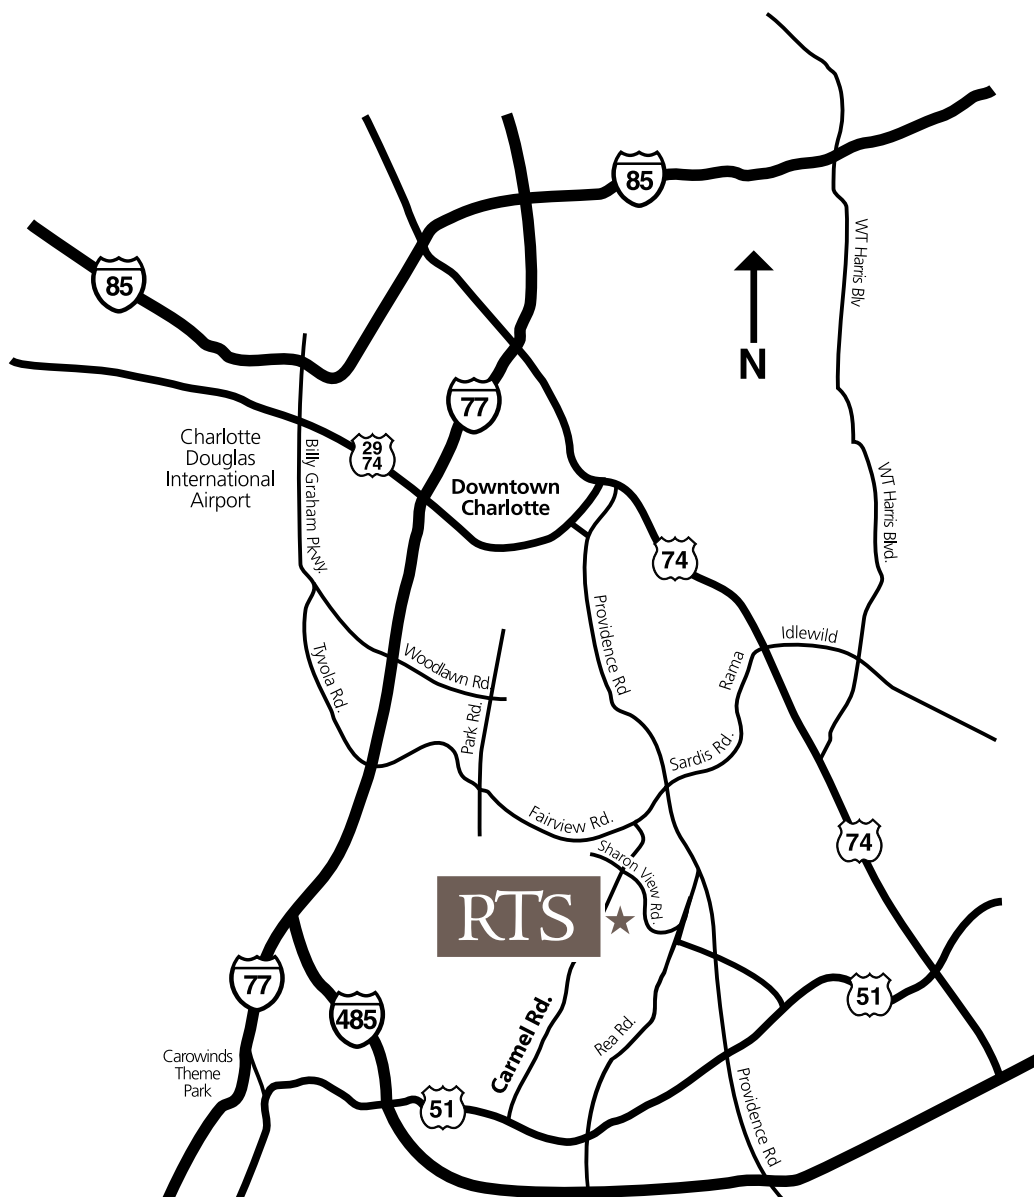 85
WT Harris Blv
85
N
77
Charlotte
Douglas
International
Airport
Billy Graham Pkwy.
29
74
Downtown
Charlotte
WT Harris Blvd.
74
Providence Rd
Idlewild
Tyvola Rd.
Woodlawn Rd.
Rama
Park Rd.
Sardis Rd.
Fairview Rd.
74
Sharon View Rd.
RTS
77
51
485
Carmel Rd.
Rea Rd.
Carowinds
Theme
Park
51
Providence Rd